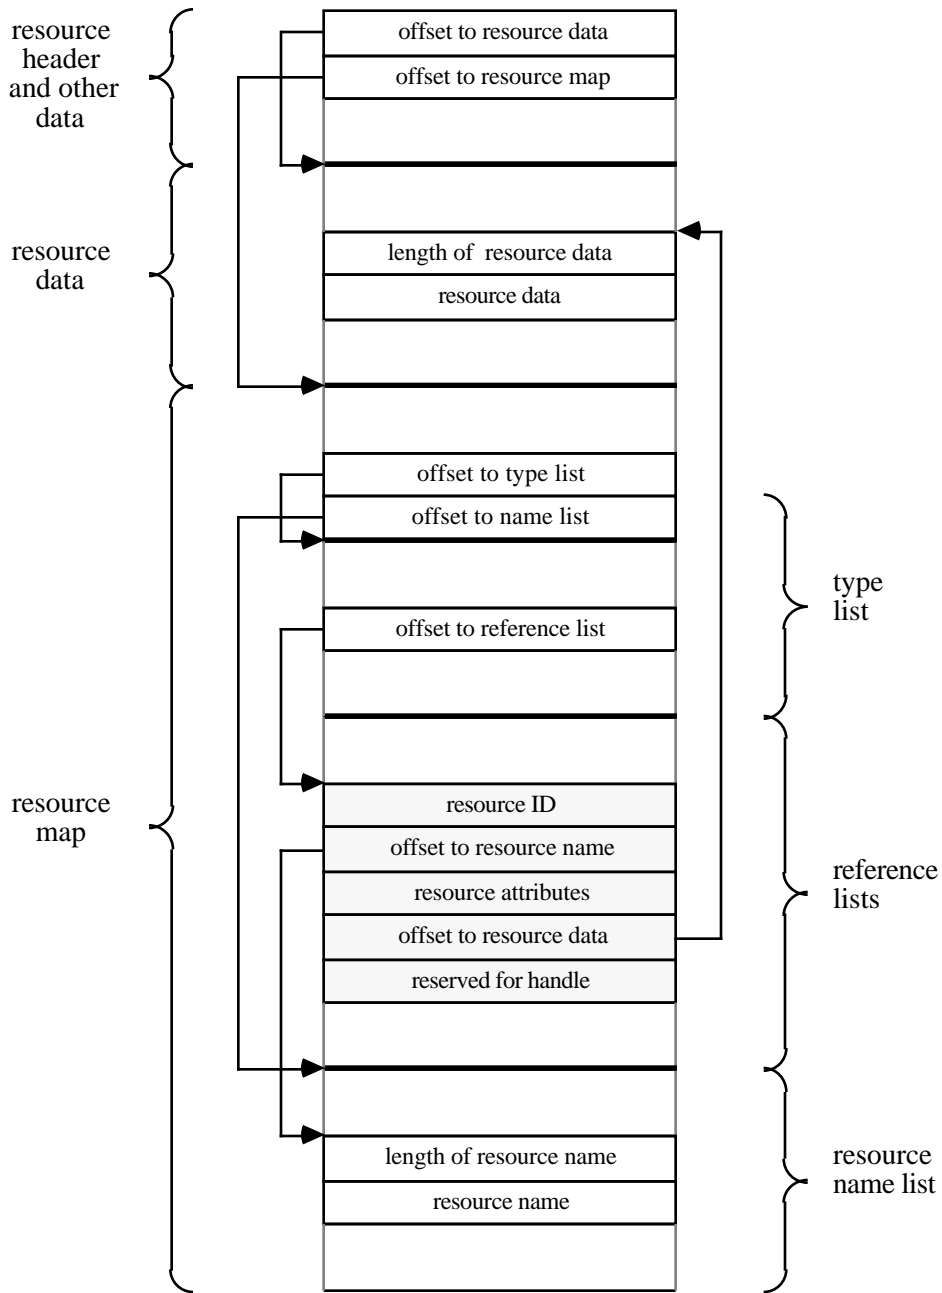 resource
header
and other
data
offset to resource data
offset to resource map
resource
data
length of  resource data
resource data
resource
map
offset to type list
offset to name list
type
list
offset to reference list
resource ID
offset to resource name
resource attributes
offset to resource data
reserved for handle
reference
lists
length of resource name
resource name
resource
name list